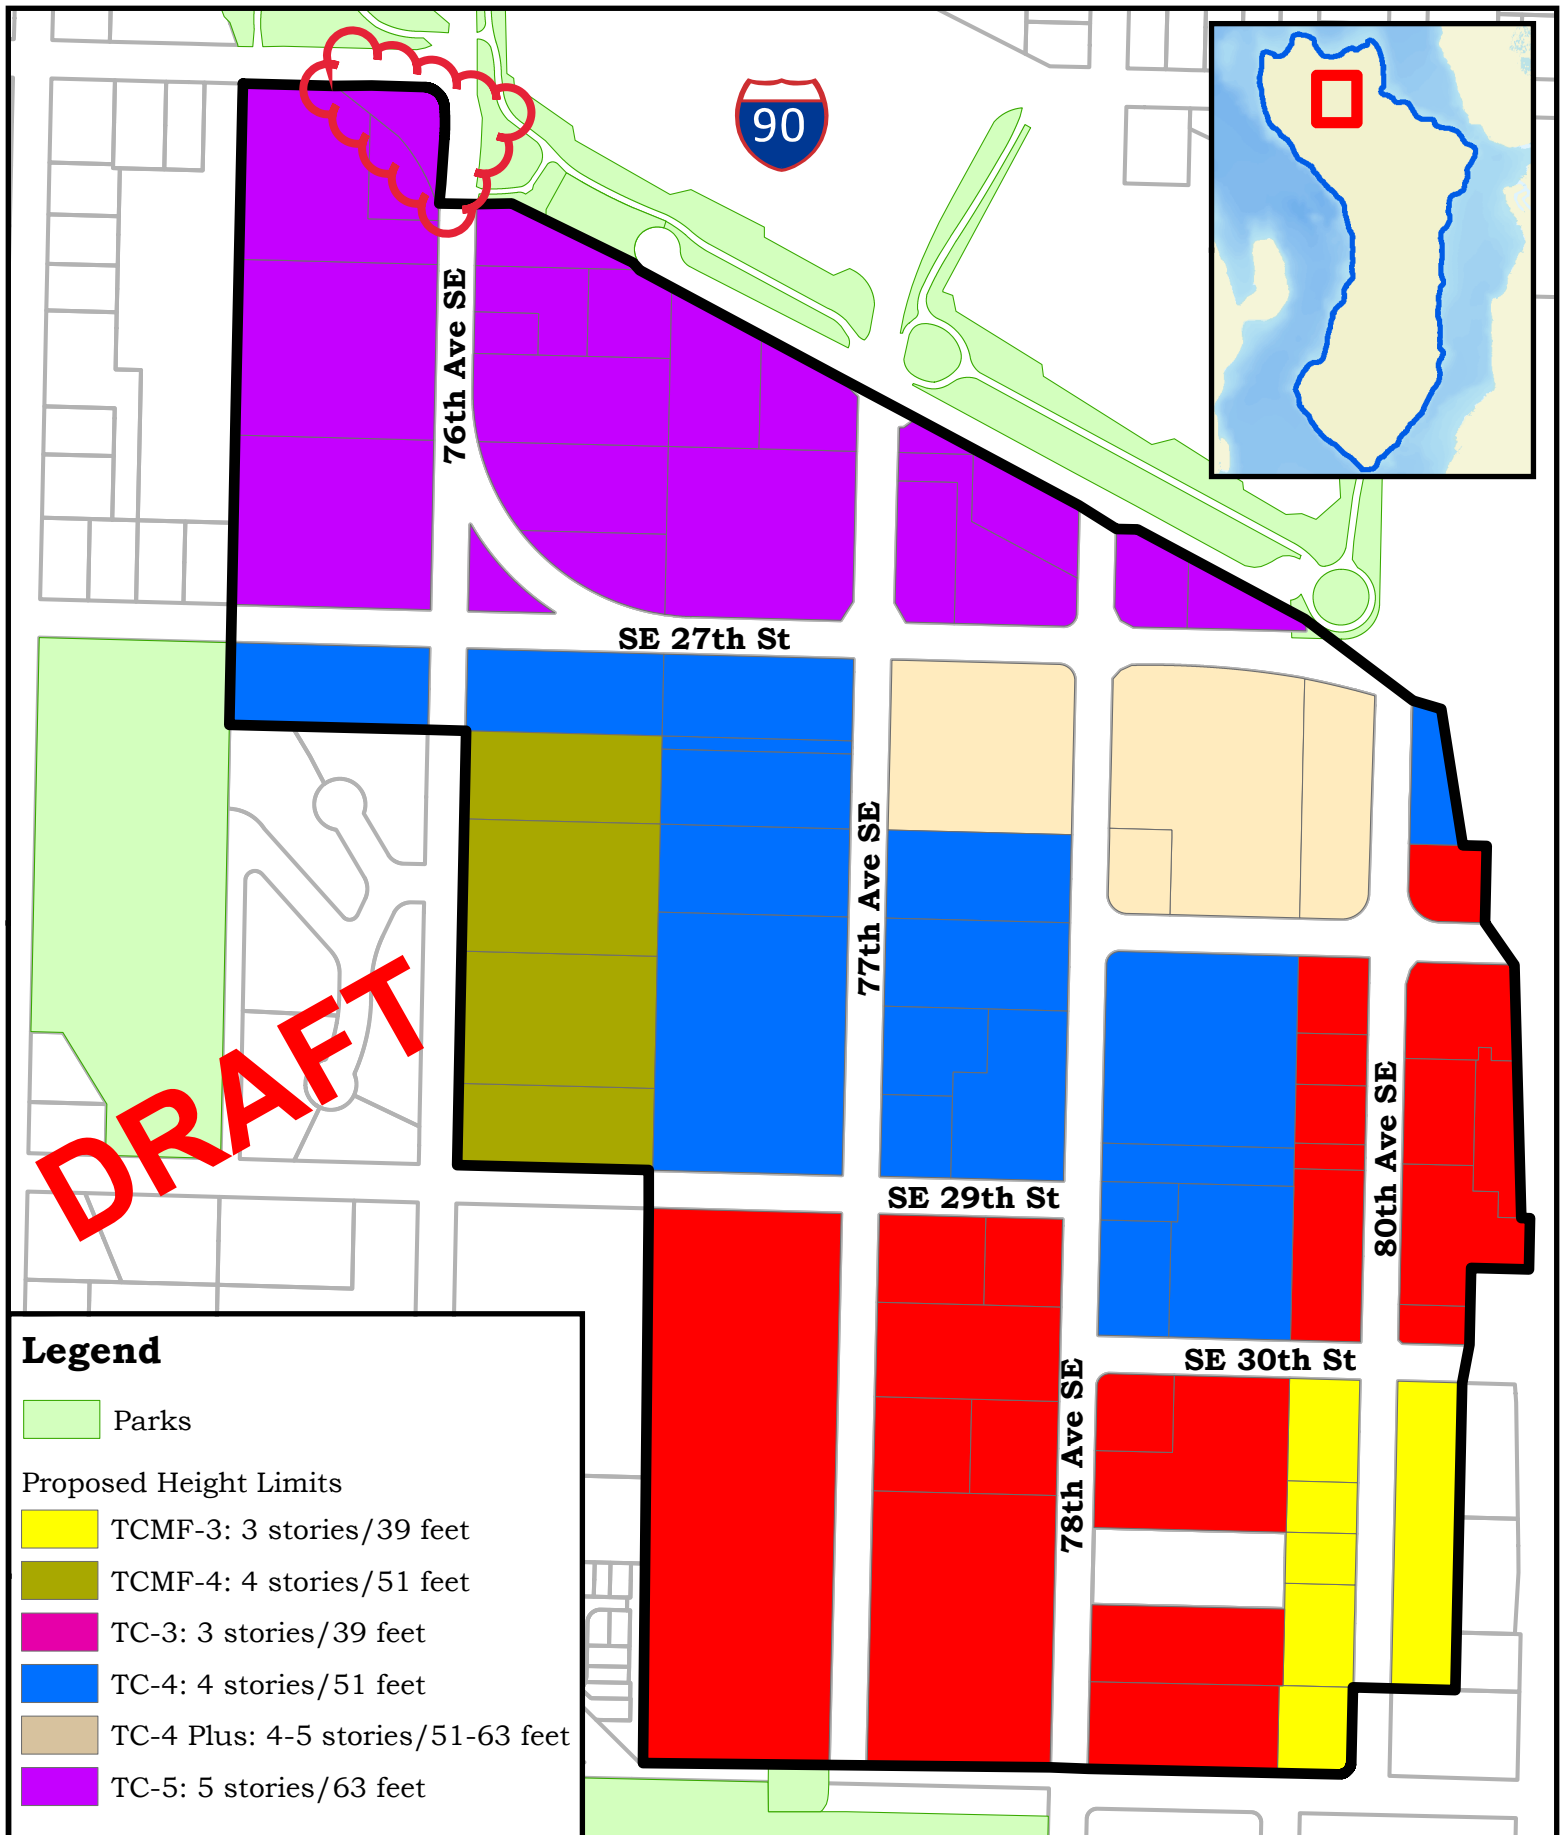 90
76th Ave SE
SE 27th St
77th Ave SE
DRAFT
80th Ave SE
SE 29th St
SE 30th St
78th Ave SE
Legend
Parks
Proposed Height Limits
TCMF-3: 3 stories/39 feet
TCMF-4: 4 stories/51 feet
TC-3: 3 stories/39 feet
TC-4: 4 stories/51 feet
TC-4 Plus: 4-5 stories/51-63 feet
TC-5: 5 stories/63 feet